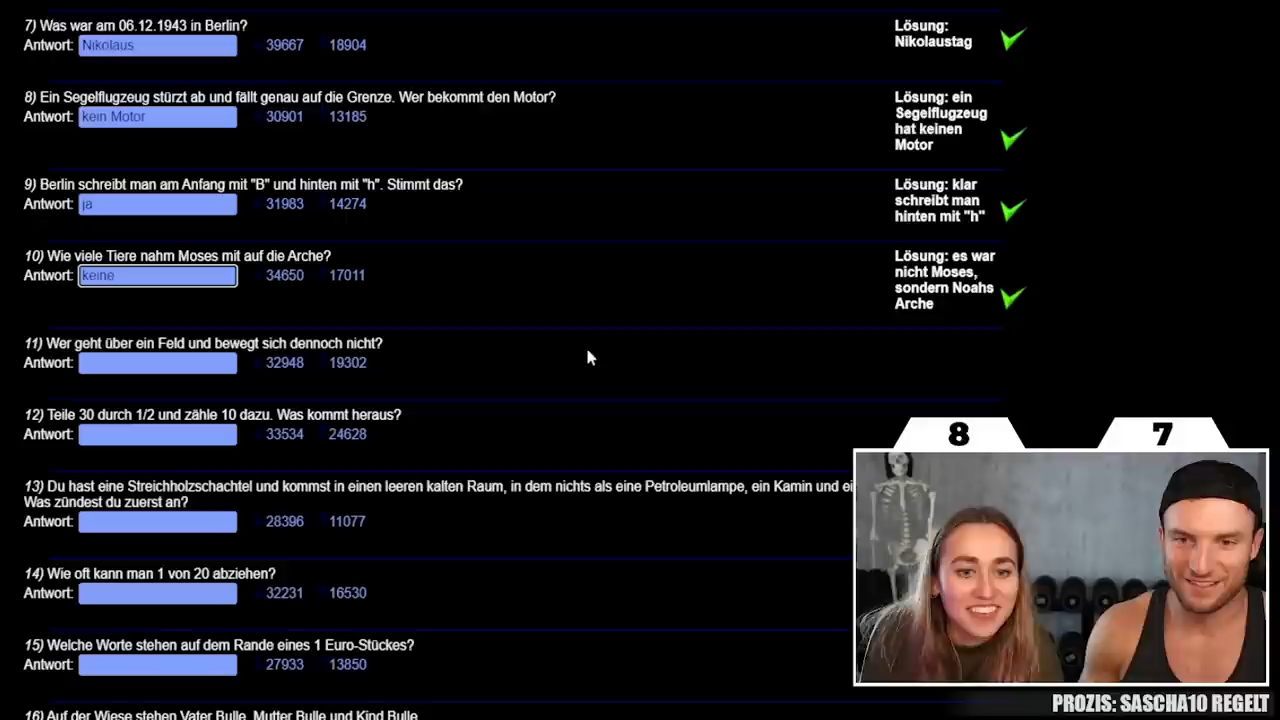 7) Was war am 06.12.1943 in Berlin?
Antwort: Nikolaus 39667 18904
Lösung:
Nikolaustag
8) Ein Segelflugzeug stürzt ab und fällt genau auf die Grenze. Wer bekommt den Motor?
Antwort: kein Motor 30901 13185
Lösung: ein
Segelflugzeug
hat keinen
Motor
9) Berlin schreibt man am Anfang mit "B" und hinten mit "h". Stimmt das?
Antwort: ja 31983 14274
Lösung: klar
schreibt man
hinten mit "h"
10) Wie viele Tiere nahm Moses mit auf die Arche?
Antwort: keine 34650 17011
Lösung: es war
nicht Moses,
sondern Noahs
Arche
11) Wer geht über ein Feld und bewegt sich dennoch nicht?
Antwort: 32948 19302
12) Teile 30 durch 1/2 und zähle 10 dazu. Was kommt heraus?
Antwort: 33534 24628
13) Du hast eine Streichholzschachtel und kommst in einen leeren kalten Raum, in dem nichts als eine Petroleumlampe, ein Kamin und ei
Was zündest du zuerst an?
Antwort: 28396 11077
14) Wie oft kann man 1 von 20 abziehen?
Antwort: 32231 16530
15) Welche Worte stehen auf dem Rande eines 1 Euro-Stückes?
Antwort: 27933 13850
16) Auf der Wiese stehen Vater Bulle, Mutter Bulle und Kind Bulle.
8 7
PROZIS: SASCHA10 REGELT